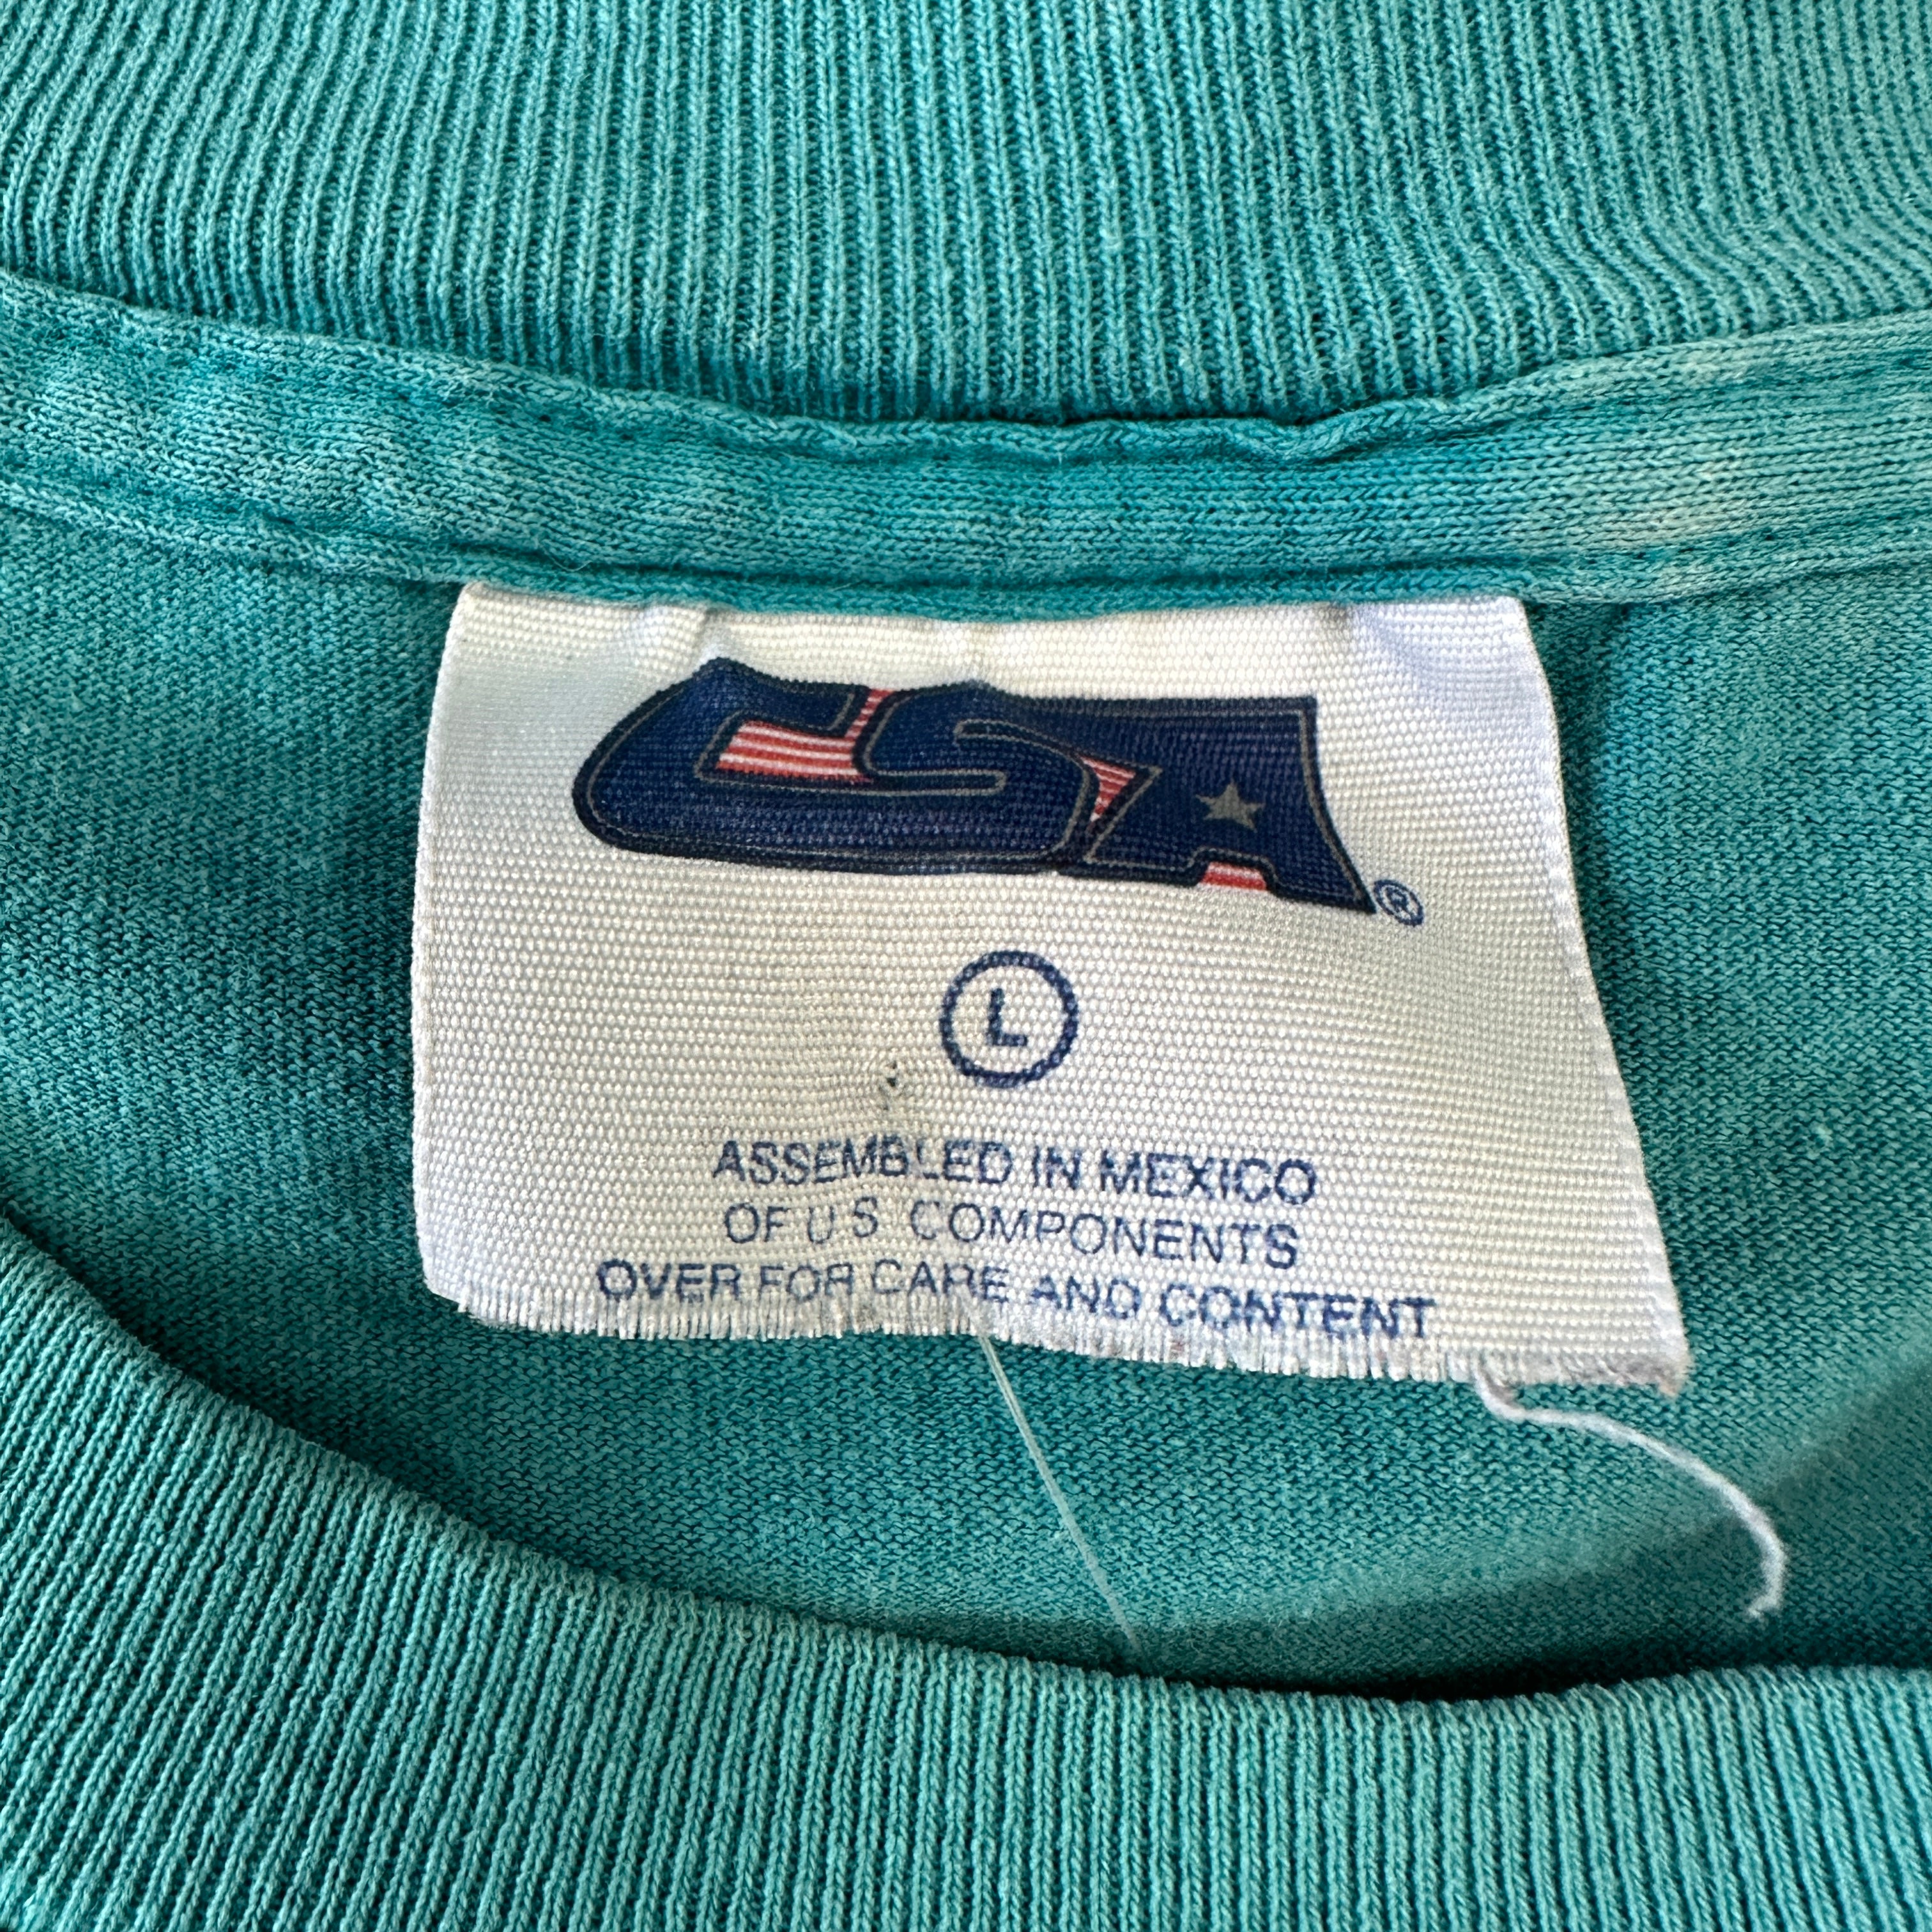 CSA®
L
ASSEMBLED IN MEXICO
OF U.S. COMPONENTS
OVER FOR CARE AND CONTENT